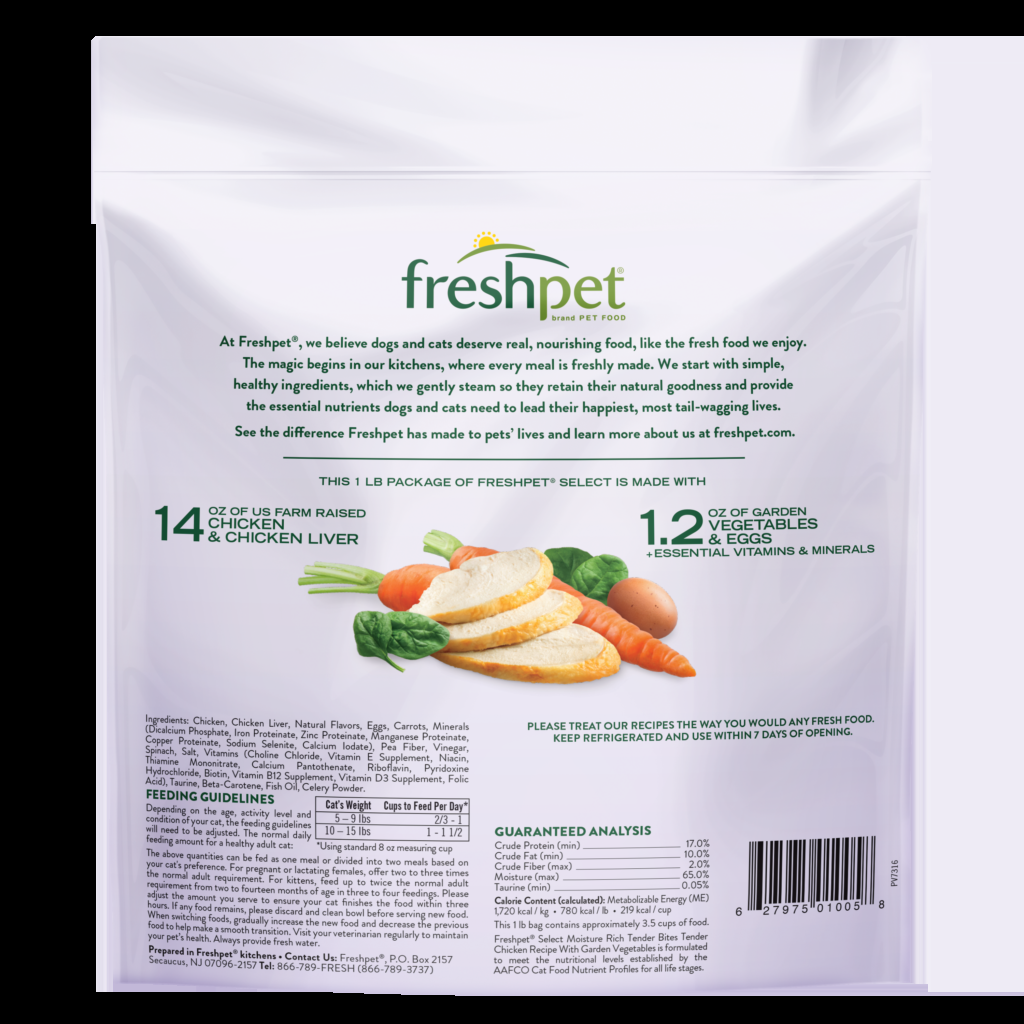 freshpet®
brand PET FOOD
At Freshpet®, we believe dogs and cats deserve real, nourishing food, like the fresh food we enjoy.
The magic begins in our kitchens, where every meal is freshly made. We start with simple,
healthy ingredients, which we gently steam so they retain their natural goodness and provide
the essential nutrients dogs and cats need to lead their happiest, most tail-wagging lives.
See the difference Freshpet has made to pets' lives and learn more about us at freshpet.com.
THIS 1 LB PACKAGE OF FRESHPET® SELECT IS MADE WITH
14 OZ OF US FARM RAISED
CHICKEN
& CHICKEN LIVER
1.2 OZ OF GARDEN
VEGETABLES
& EGGS
+ESSENTIAL VITAMINS & MINERALS
Ingredients: Chicken, Chicken Liver, Natural Flavors, Eggs, Carrots, Minerals
(Dicalcium Phosphate, Iron Proteinate, Zinc Proteinate, Manganese Proteinate,
Copper Proteinate, Sodium Selenite, Calcium Iodate), Pea Fiber, Vinegar,
Spinach, Salt, Vitamins (Choline Chloride, Vitamin E Supplement, Niacin,
Thiamine Mononitrate, Calcium Pantothenate, Riboflavin, Pyridoxine
Hydrochloride, Biotin, Vitamin B12 Supplement, Vitamin D3 Supplement, Folic
Acid), Taurine, Beta-Carotene, Fish Oil, Celery Powder.
FEEDING GUIDELINES
Depending on the age, activity level and
condition of your cat, the feeding guidelines
will need to be adjusted. The normal daily
feeding amount for a healthy adult cat:
Cat's Weight Cups to Feed Per Day*
5 – 9 lbs 2/3 - 1
10 – 15 lbs 1 - 1 1/2
*Using standard 8 oz measuring cup
The above quantities can be fed as one meal or divided into two meals based on
your cat's preference. For pregnant or lactating females, offer two to three times
the normal adult requirement. For kittens, feed up to twice the normal adult
requirement from two to fourteen months of age in three to four feedings. Please
adjust the amount you serve to ensure your cat finishes the food within three
hours. If any food remains, please discard and clean bowl before serving new food.
When switching foods, gradually increase the new food and decrease the previous
food to help make a smooth transition. Visit your veterinarian regularly to maintain
your pet's health. Always provide fresh water.
Prepared in Freshpet® kitchens • Contact Us: Freshpet®, P.O. Box 2157
Secaucus, NJ 07096-2157 Tel: 866-789-FRESH (866-789-3737)
PLEASE TREAT OUR RECIPES THE WAY YOU WOULD ANY FRESH FOOD.
KEEP REFRIGERATED AND USE WITHIN 7 DAYS OF OPENING.
GUARANTEED ANALYSIS
Crude Protein (min) 17.0%
Crude Fat (min) 10.0%
Crude Fiber (max) 2.0%
Moisture (max) 65.0%
Taurine (min) 0.05%
Calorie Content (calculated): Metabolizable Energy (ME)
1,720 kcal / kg • 780 kcal / lb • 219 kcal / cup
This 1 lb bag contains approximately 3.5 cups of food.
Freshpet® Select Moisture Rich Tender Bites Tender
Chicken Recipe With Garden Vegetables is formulated
to meet the nutritional levels established by the
AAFCO Cat Food Nutrient Profiles for all life stages.
6 27975 01005 8
PV7316